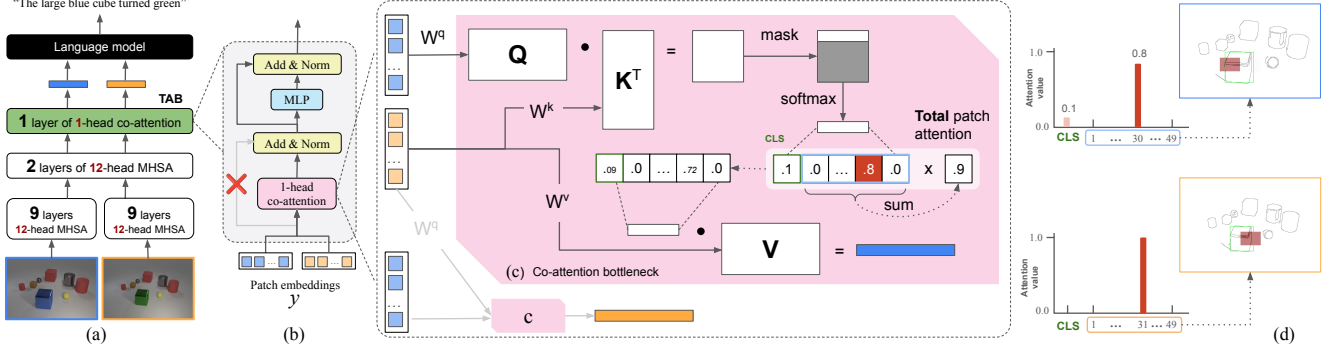 "The large blue cube turned green"
Language model
TAB
1 layer of 1-head co-attention
2 layers of 12-head MHSA
9 layers
12-head MHSA
9 layers
12-head MHSA
(a)
Add & Norm
MLP
Add & Norm
1-head
co-attention
...
...
Patch embeddings
y
(b)
...
...
...
W^q
Q
•
K^T
=
mask
softmax
W^k
W^v
W^q
CLS
Total patch
attention
.09
.0
...
.72
.0
.1
.0
...
.8
.0
x
.9
sum
•
V
=
(c) Co-attention bottleneck
c
Attention
value
1.0
0.8
0.1
0.0
CLS
1 ... 30 ... 49
Attention
value
1.0
0.0
CLS
1 ... 31 ... 49
(d)